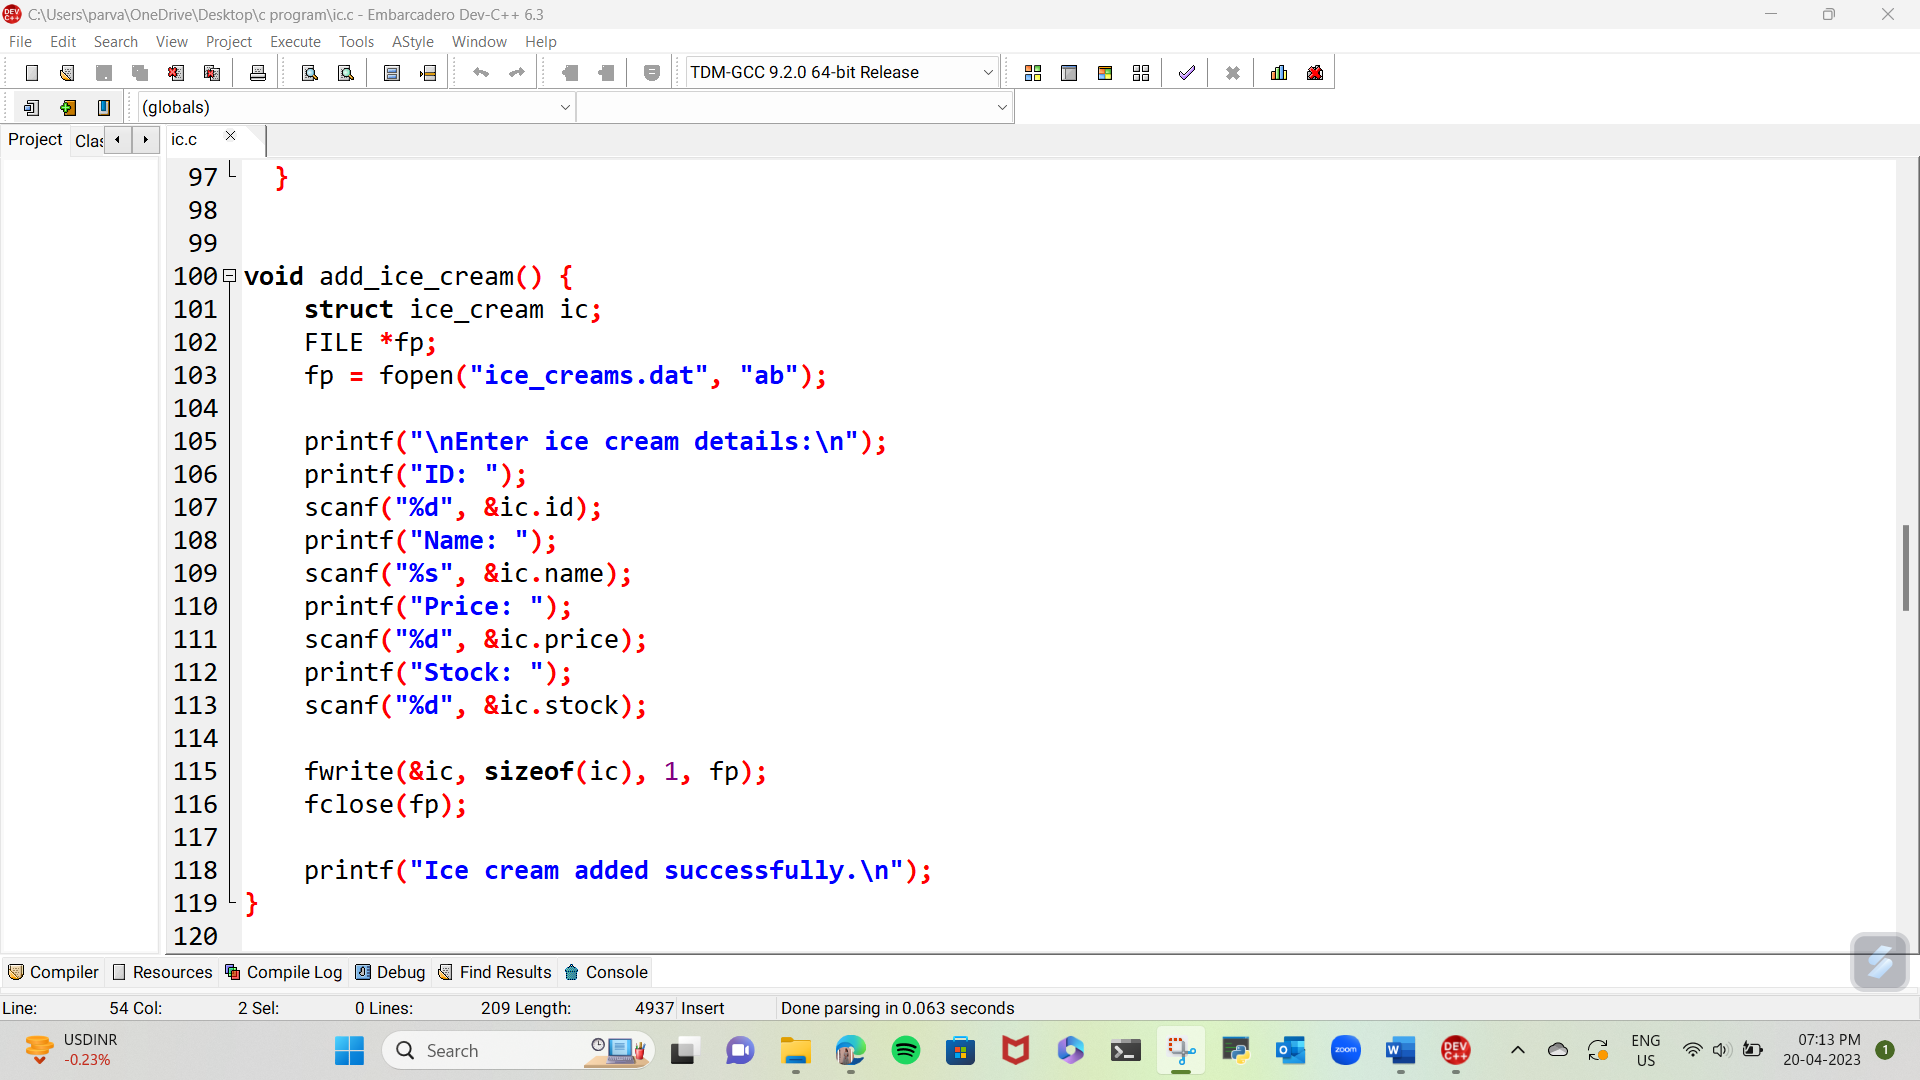 C:\Users\parva\OneDrive\Desktop\c program\ic.c - Embarcadero Dev-C++ 6.3
File Edit Search View Project Execute Tools AStyle Window Help
TDM-GCC 9.2.0 64-bit Release
(globals)
Project Clas ic.c
97 }
98
99
100 void add_ice_cream() {
101 struct ice_cream ic;
102 FILE *fp;
103 fp = fopen("ice_creams.dat", "ab");
104
105 printf("\nEnter ice cream details:\n");
106 printf("ID: ");
107 scanf("%d", &ic.id);
108 printf("Name: ");
109 scanf("%s", &ic.name);
110 printf("Price: ");
111 scanf("%d", &ic.price);
112 printf("Stock: ");
113 scanf("%d", &ic.stock);
114
115 fwrite(&ic, sizeof(ic), 1, fp);
116 fclose(fp);
117
118 printf("Ice cream added successfully.\n");
119 }
120
Compiler Resources Compile Log Debug Find Results Console
Line: 54 Col: 2 Sel: 0 Lines: 209 Length: 4937 Insert Done parsing in 0.063 seconds
USDINR
-0.23%
Search
zoom
DEV C++
ENG
US
07:13 PM
20-04-2023
1